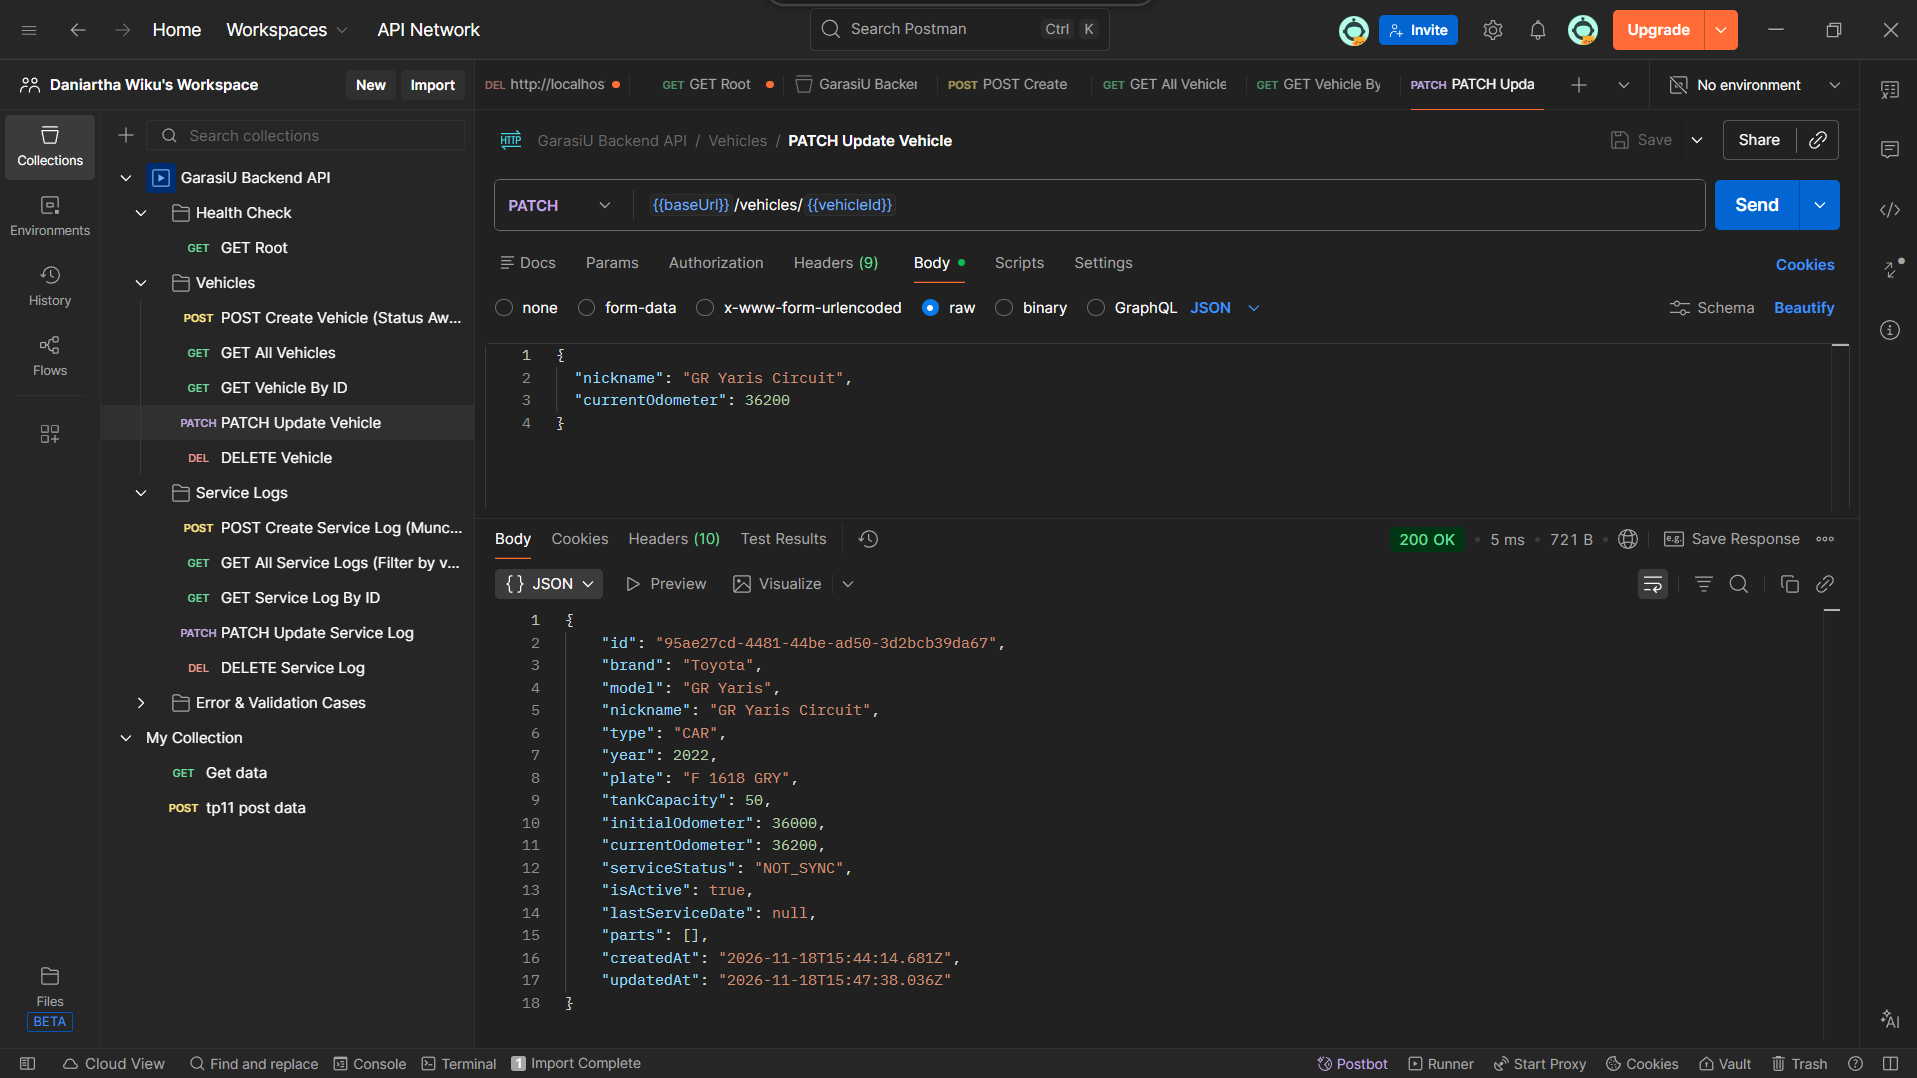 Home
Workspaces
API Network
Search Postman
Ctrl
K
Invite
Upgrade
Daniartha Wiku's Workspace
New
Import
DEL http://localhos
GET GET Root
GarasiU Backer
POST POST Create
GET GET All Vehicle
GET GET Vehicle By
PATCH PATCH Upda
No environment
Collections
Environments
History
Flows
Files
BETA
Search collections
GarasiU Backend API
Health Check
GET GET Root
Vehicles
POST POST Create Vehicle (Status Aw...
GET GET All Vehicles
GET GET Vehicle By ID
PATCH PATCH Update Vehicle
DEL DELETE Vehicle
Service Logs
POST POST Create Service Log (Munc...
GET GET All Service Logs (Filter by v...
GET GET Service Log By ID
PATCH PATCH Update Service Log
DEL DELETE Service Log
Error & Validation Cases
My Collection
GET Get data
POST tp11 post data
HTTP GarasiU Backend API / Vehicles / PATCH Update Vehicle
Save
Share
PATCH
{{baseUrl}} /vehicles/ {{vehicleId}}
Send
Docs
Params
Authorization
Headers (9)
Body
Scripts
Settings
Cookies
none
form-data
x-www-form-urlencoded
raw
binary
GraphQL
JSON
Schema
Beautify
1 {
2 "nickname": "GR Yaris Circuit",
3 "currentOdometer": 36200
4 }
Body
Cookies
Headers (10)
Test Results
200 OK
5 ms
721 B
e.g. Save Response
{} JSON
Preview
Visualize
1 {
2 "id": "95ae27cd-4481-44be-ad50-3d2bcb39da67",
3 "brand": "Toyota",
4 "model": "GR Yaris",
5 "nickname": "GR Yaris Circuit",
6 "type": "CAR",
7 "year": 2022,
8 "plate": "F 1618 GRY",
9 "tankCapacity": 50,
10 "initialOdometer": 36000,
11 "currentOdometer": 36200,
12 "serviceStatus": "NOT_SYNC",
13 "isActive": true,
14 "lastServiceDate": null,
15 "parts": [],
16 "createdAt": "2026-11-18T15:44:14.681Z",
17 "updatedAt": "2026-11-18T15:47:38.036Z"
18 }
AI
Cloud View
Find and replace
Console
Terminal
1 Import Complete
Postbot
Runner
Start Proxy
Cookies
Vault
Trash